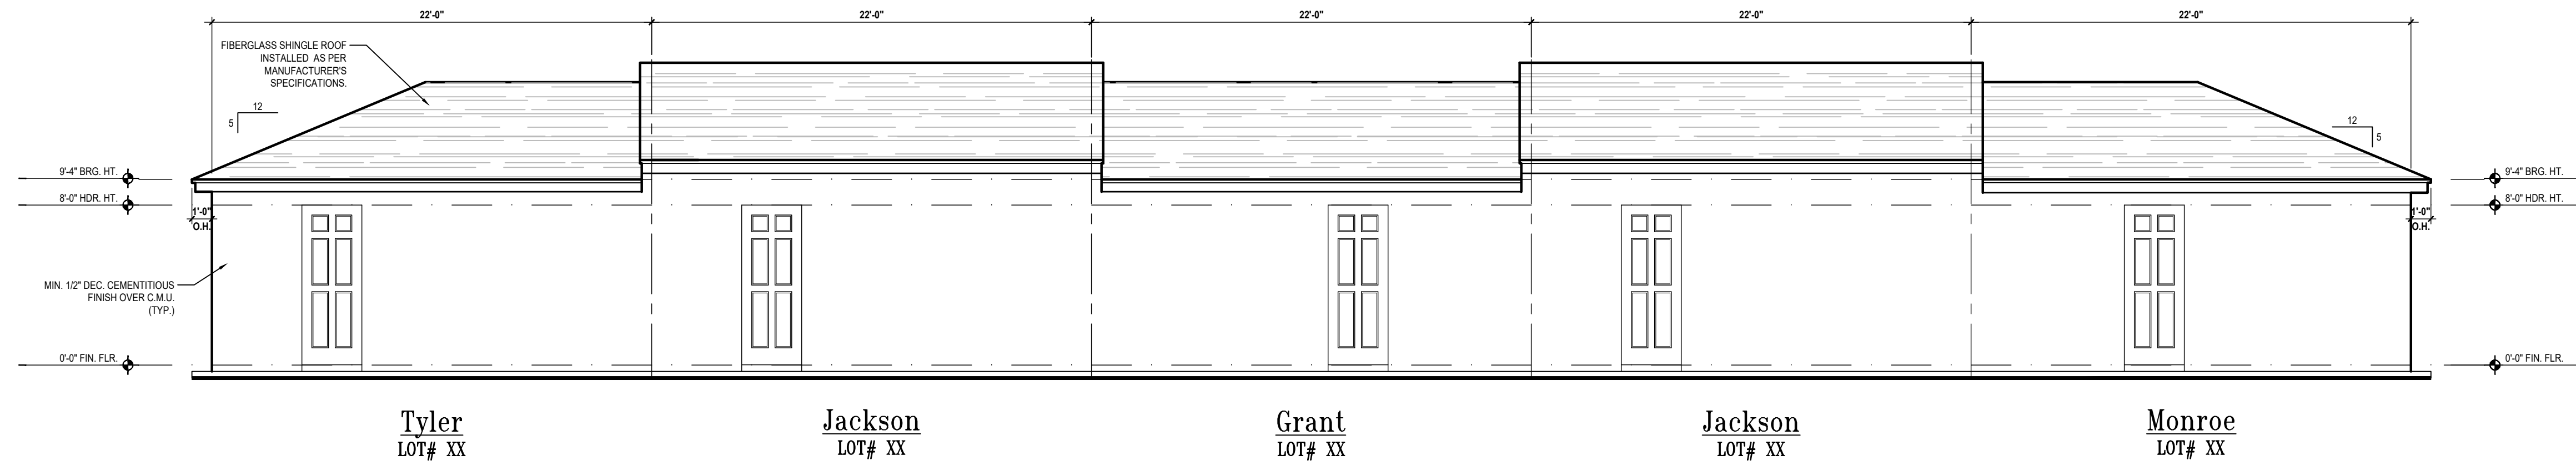 22'-0"
22'-0"
22'-0"
22'-0"
22'-0"
FIBERGLASS SHINGLE ROOF
INSTALLED AS PER
MANUFACTURER'S
SPECIFICATIONS.
12
5
12
5
9'-4" BRG. HT.
8'-0" HDR. HT.
1'-0"
O.H.
9'-4" BRG. HT.
8'-0" HDR. HT.
1'-0"
O.H.
MIN. 1/2" DEC. CEMENTITIOUS
FINISH OVER C.M.U.
(TYP.)
0'-0" FIN. FLR.
0'-0" FIN. FLR.
Tyler
LOT# XX
Jackson
LOT# XX
Grant
LOT# XX
Jackson
LOT# XX
Monroe
LOT# XX